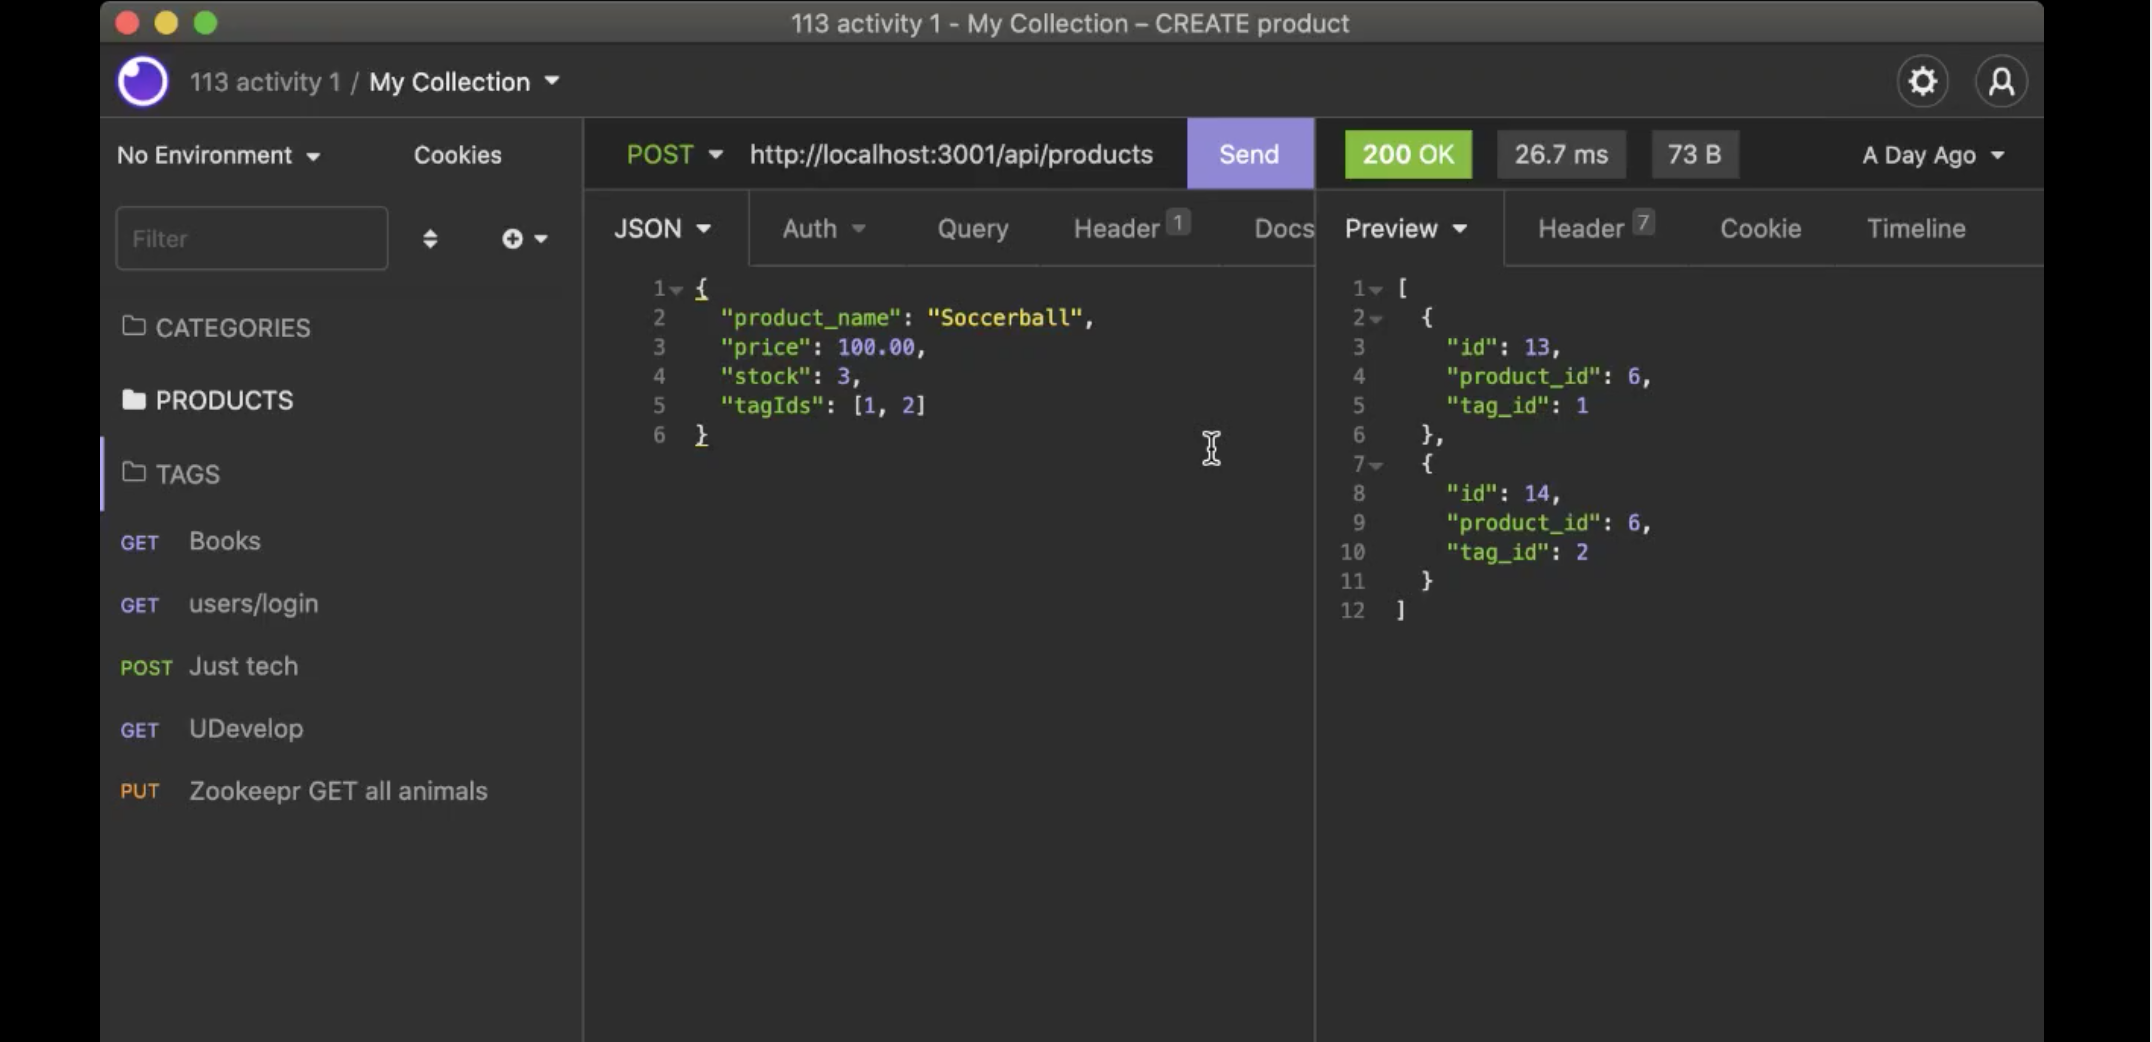 113 activity 1 - My Collection – CREATE product
113 activity 1 / My Collection
No Environment
Cookies
Filter
CATEGORIES
PRODUCTS
TAGS
GET Books
GET users/login
POST Just tech
GET UDevelop
PUT Zookeepr GET all animals
POST http://localhost:3001/api/products Send
JSON Auth Query Header 1 Docs
1 {
2 "product_name": "Soccerball",
3 "price": 100.00,
4 "stock": 3,
5 "tagIds": [1, 2]
6 }
200 OK 26.7 ms 73 B A Day Ago
Preview Header 7 Cookie Timeline
1 [
2 {
3 "id": 13,
4 "product_id": 6,
5 "tag_id": 1
6 },
7 {
8 "id": 14,
9 "product_id": 6,
10 "tag_id": 2
11 }
12 ]